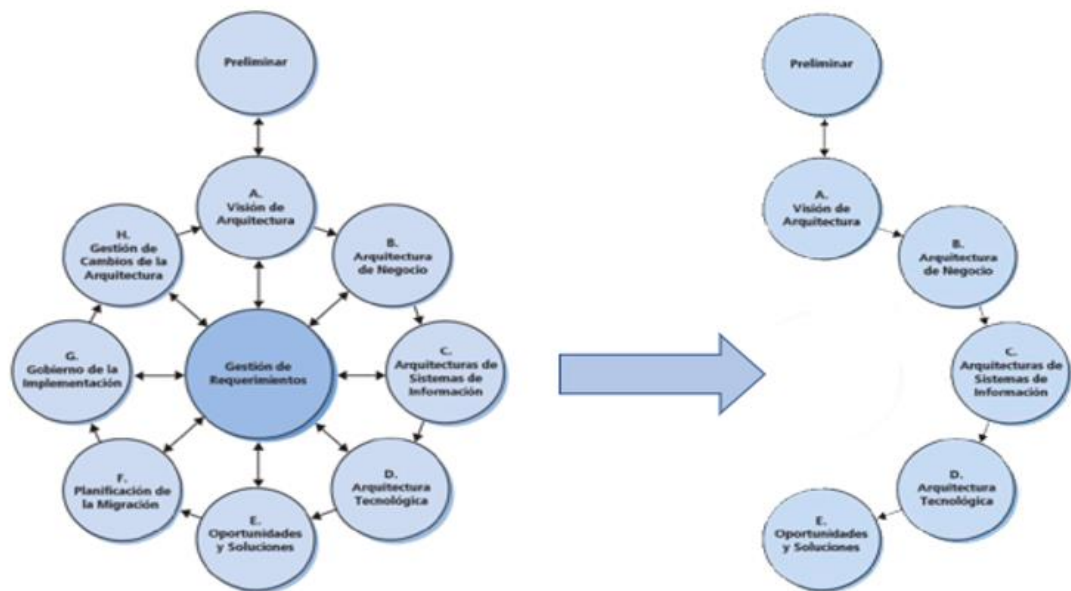 Preliminar
A.
Visión de
Arquitectura
H.
Gestión de
Cambios de la
Arquitectura
B.
Arquitectura
de Negocio
G.
Gobierno de la
Implementación
Gestión de
Requerimientos
C.
Arquitecturas de
Sistemas de
Información
F.
Planificación de
la Migración
D.
Arquitectura
Tecnológica
E.
Oportunidades
y Soluciones
Preliminar
A.
Visión de
Arquitectura
B.
Arquitectura
de Negocio
C.
Arquitecturas de
Sistemas de
Información
D.
Arquitectura
Tecnológica
E.
Oportunidades
y Soluciones